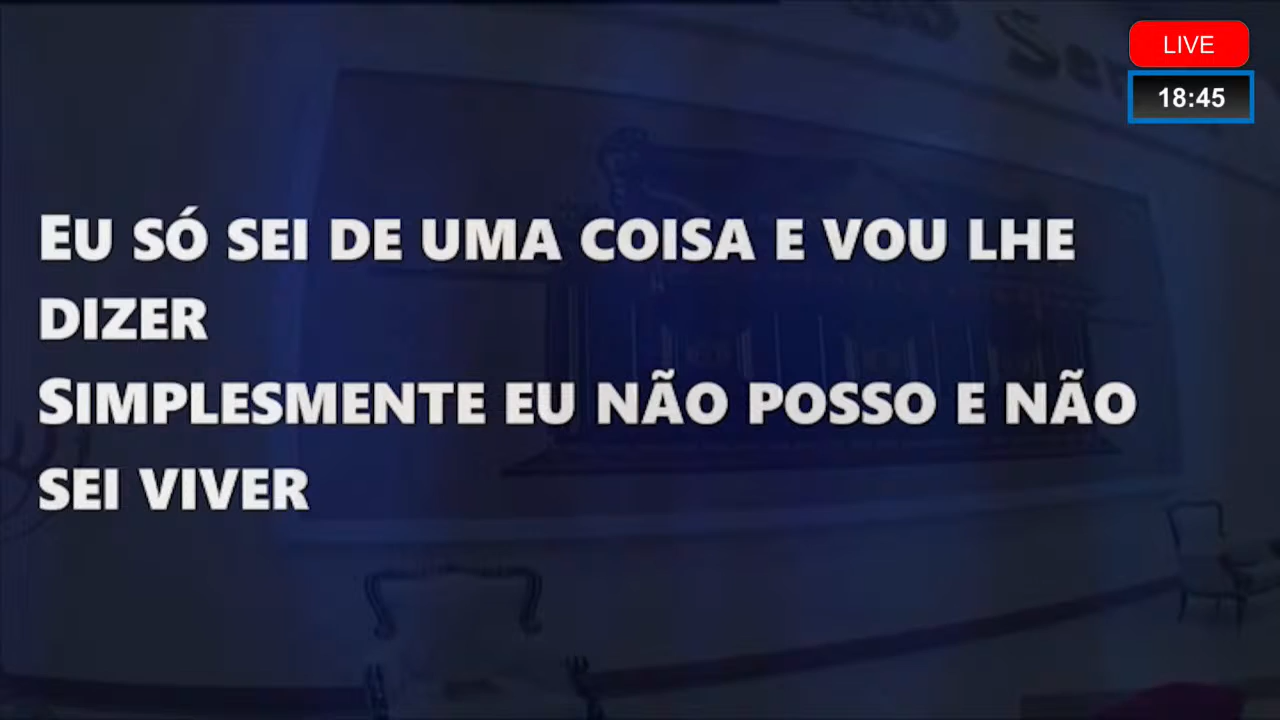 LIVE
18:45
EU SÓ SEI DE UMA COISA E VOU LHE
DIZER
SIMPLESMENTE EU NÃO POSSO E NÃO
SEI VIVER